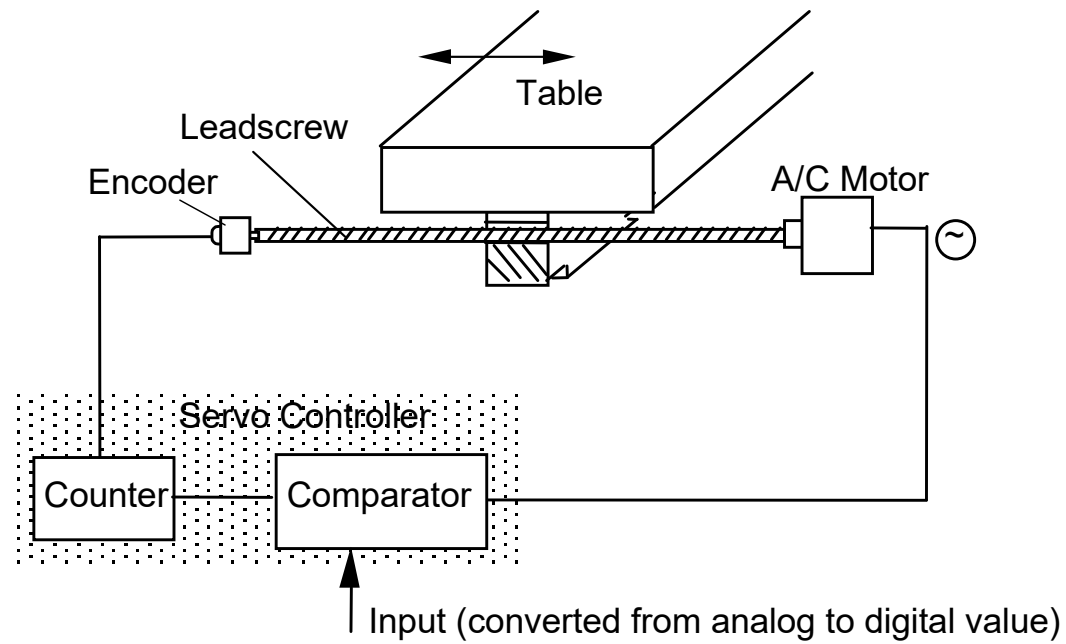 Table
Leadscrew
Encoder
A/C Motor
~
Servo Controller
Counter
Comparator
Input (converted from analog to digital value)